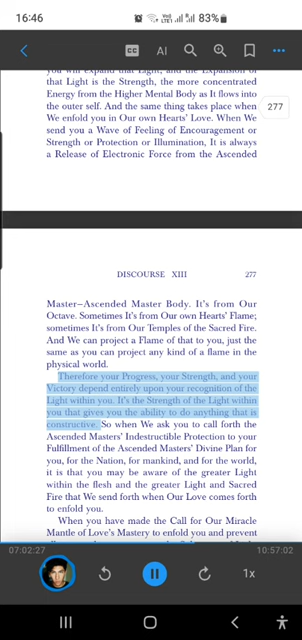 16:46
83%
CC
AI
you will expand that Light, and the Expansion of
that Light is the Strength, the more concentrated
Energy from the Higher Mental Body as It flows into
the outer self. And the same thing takes place when
We enfold you in Our own Hearts' Love. When We
send you a Wave of Feeling of Encouragement or
Strength or Protection or Illumination, It is always
a Release of Electronic Force from the Ascended
277
DISCOURSE XIII 277
Master–Ascended Master Body. It's from Our
Octave. Sometimes It's from Our own Hearts' Flame;
sometimes It's from Our Temples of the Sacred Fire.
And We can project a Flame of that to you, just the
same as you can project any kind of a flame in the
physical world.
Therefore your Progress, your Strength, and your
Victory depend entirely upon your recognition of the
Light within you. It's the Strength of the Light within
you that gives you the ability to do anything that is
constructive. So when We ask you to call forth the
Ascended Masters' Indestructible Protection to your
Fulfillment of the Ascended Masters' Divine Plan for
you, for the Nation, for mankind, and for the world,
it is that you may be aware of the greater Light
within the flesh and the greater Light and Sacred
Fire that We send forth when Our Love comes forth
to enfold you.
When you have made the Call for Our Miracle
Mantle of Love's Mastery to enfold you and prevent
07:02:27
10:57:02
1x